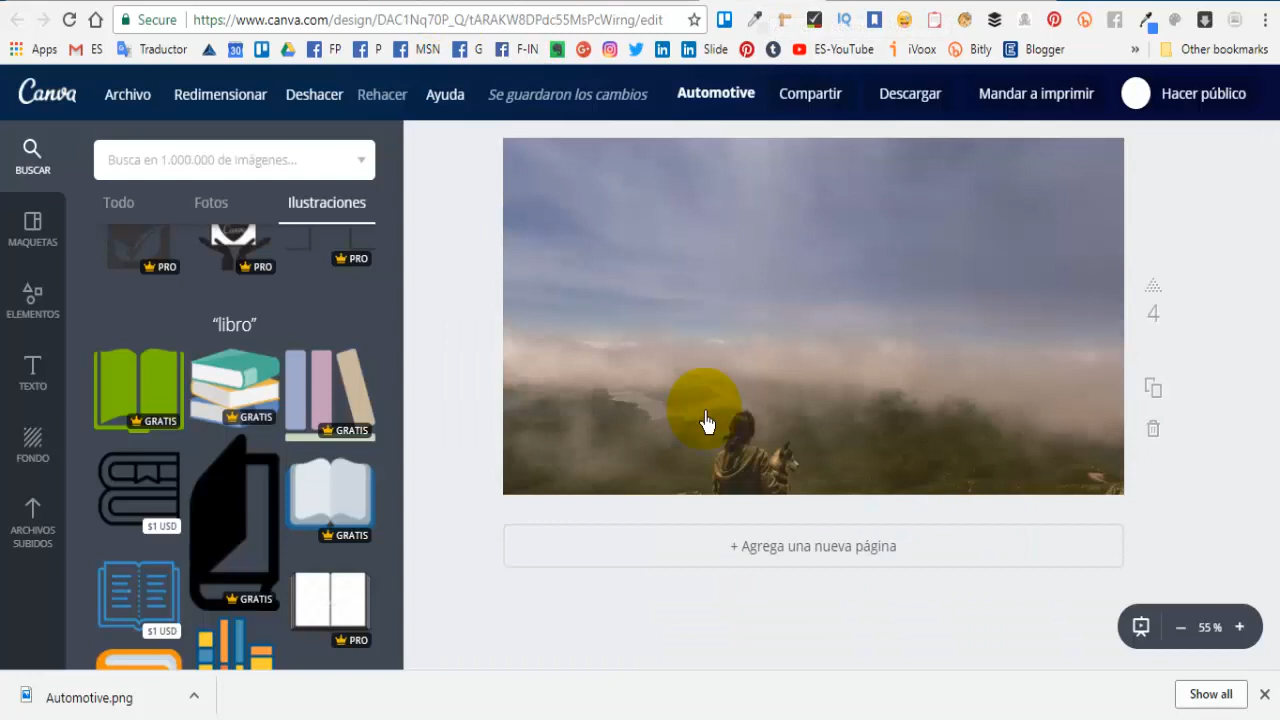 Secure
https://www.canva.com/design/DAC1Nq70P_Q/tARAKW8DPdc55MsPcWirng/edit
Apps
ES
Traductor
30
FP
P
MSN
G
F-IN
Slide
ES-YouTube
iVoox
Bitly
Blogger
»
Other bookmarks
Canva
Archivo
Redimensionar
Deshacer
Rehacer
Ayuda
Se guardaron los cambios
Automotive
Compartir
Descargar
Mandar a imprimir
Hacer público
BUSCAR
MAQUETAS
ELEMENTOS
TEXTO
FONDO
ARCHIVOS
SUBIDOS
Busca en 1.000.000 de imágenes...
Todo
Fotos
Ilustraciones
PRO
PRO
PRO
“libro”
GRATIS
GRATIS
GRATIS
$1 USD
GRATIS
GRATIS
$1 USD
PRO
4
+ Agrega una nueva página
55 %
Automotive.png
Show all